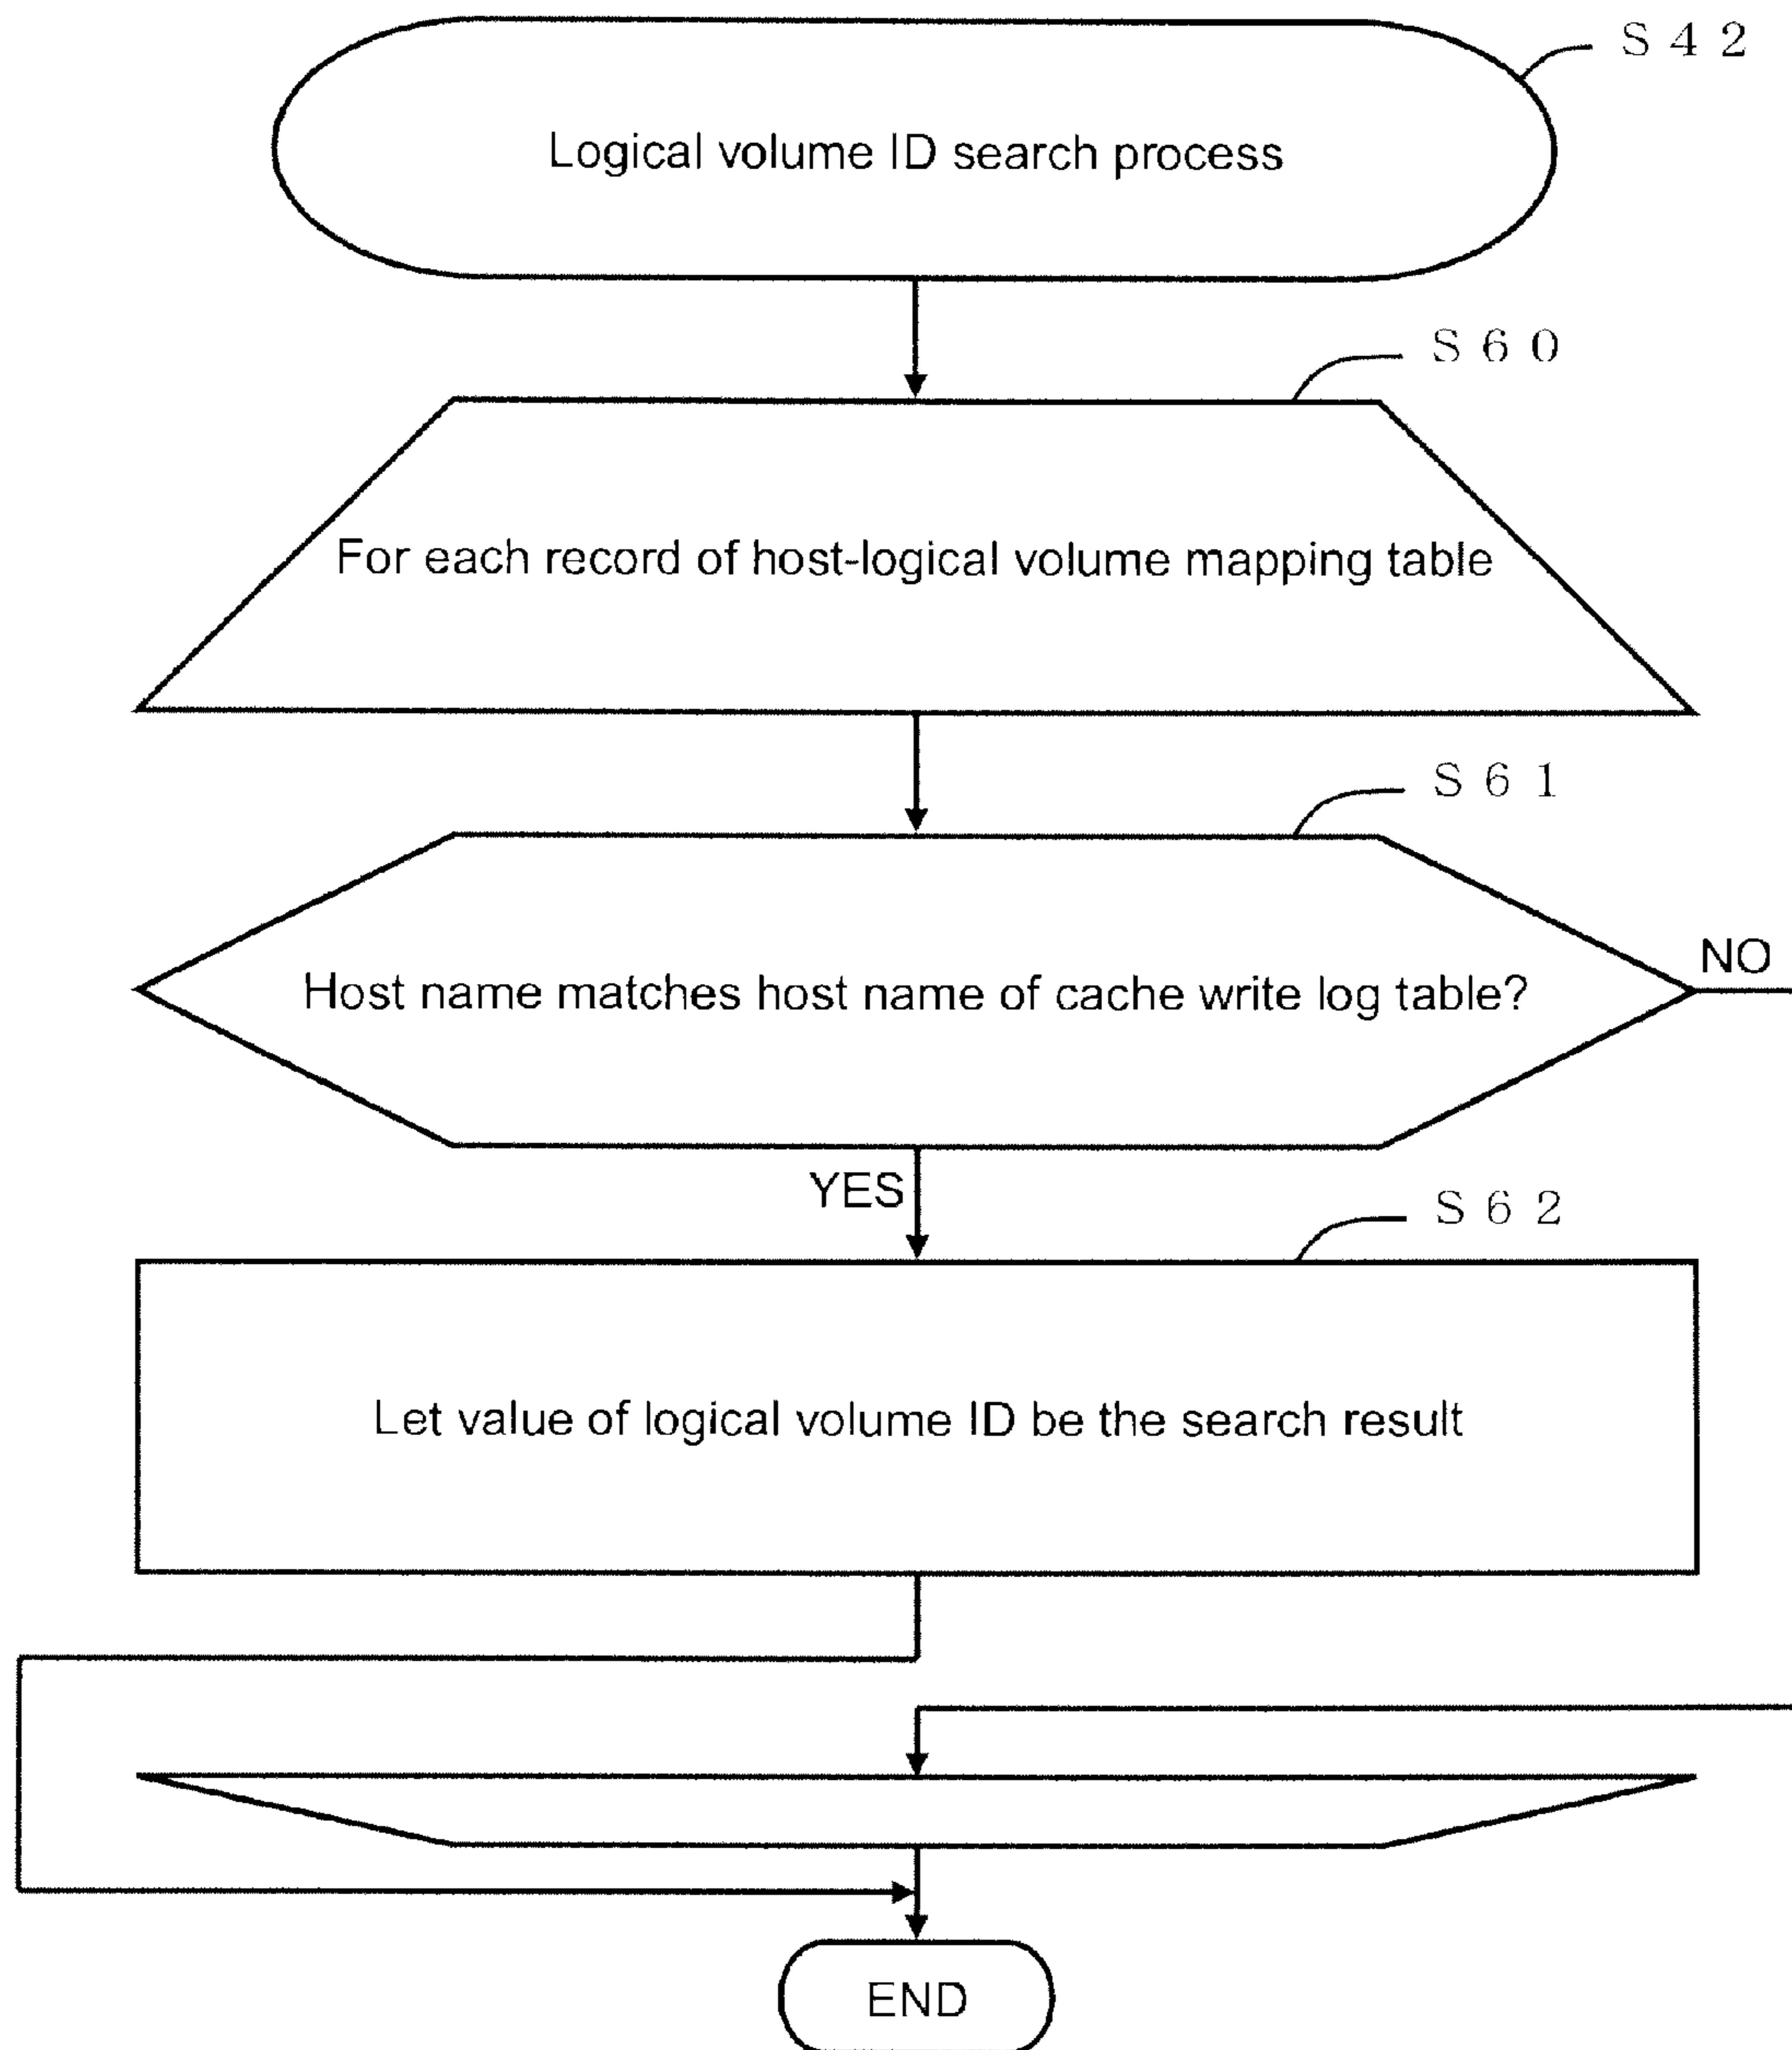 S42
Logical volume ID search process
S60
For each record of host-logical volume mapping table
S61
Host name matches host name of cache write log table?
NO
YES
S62
Let value of logical volume ID be the search result
END